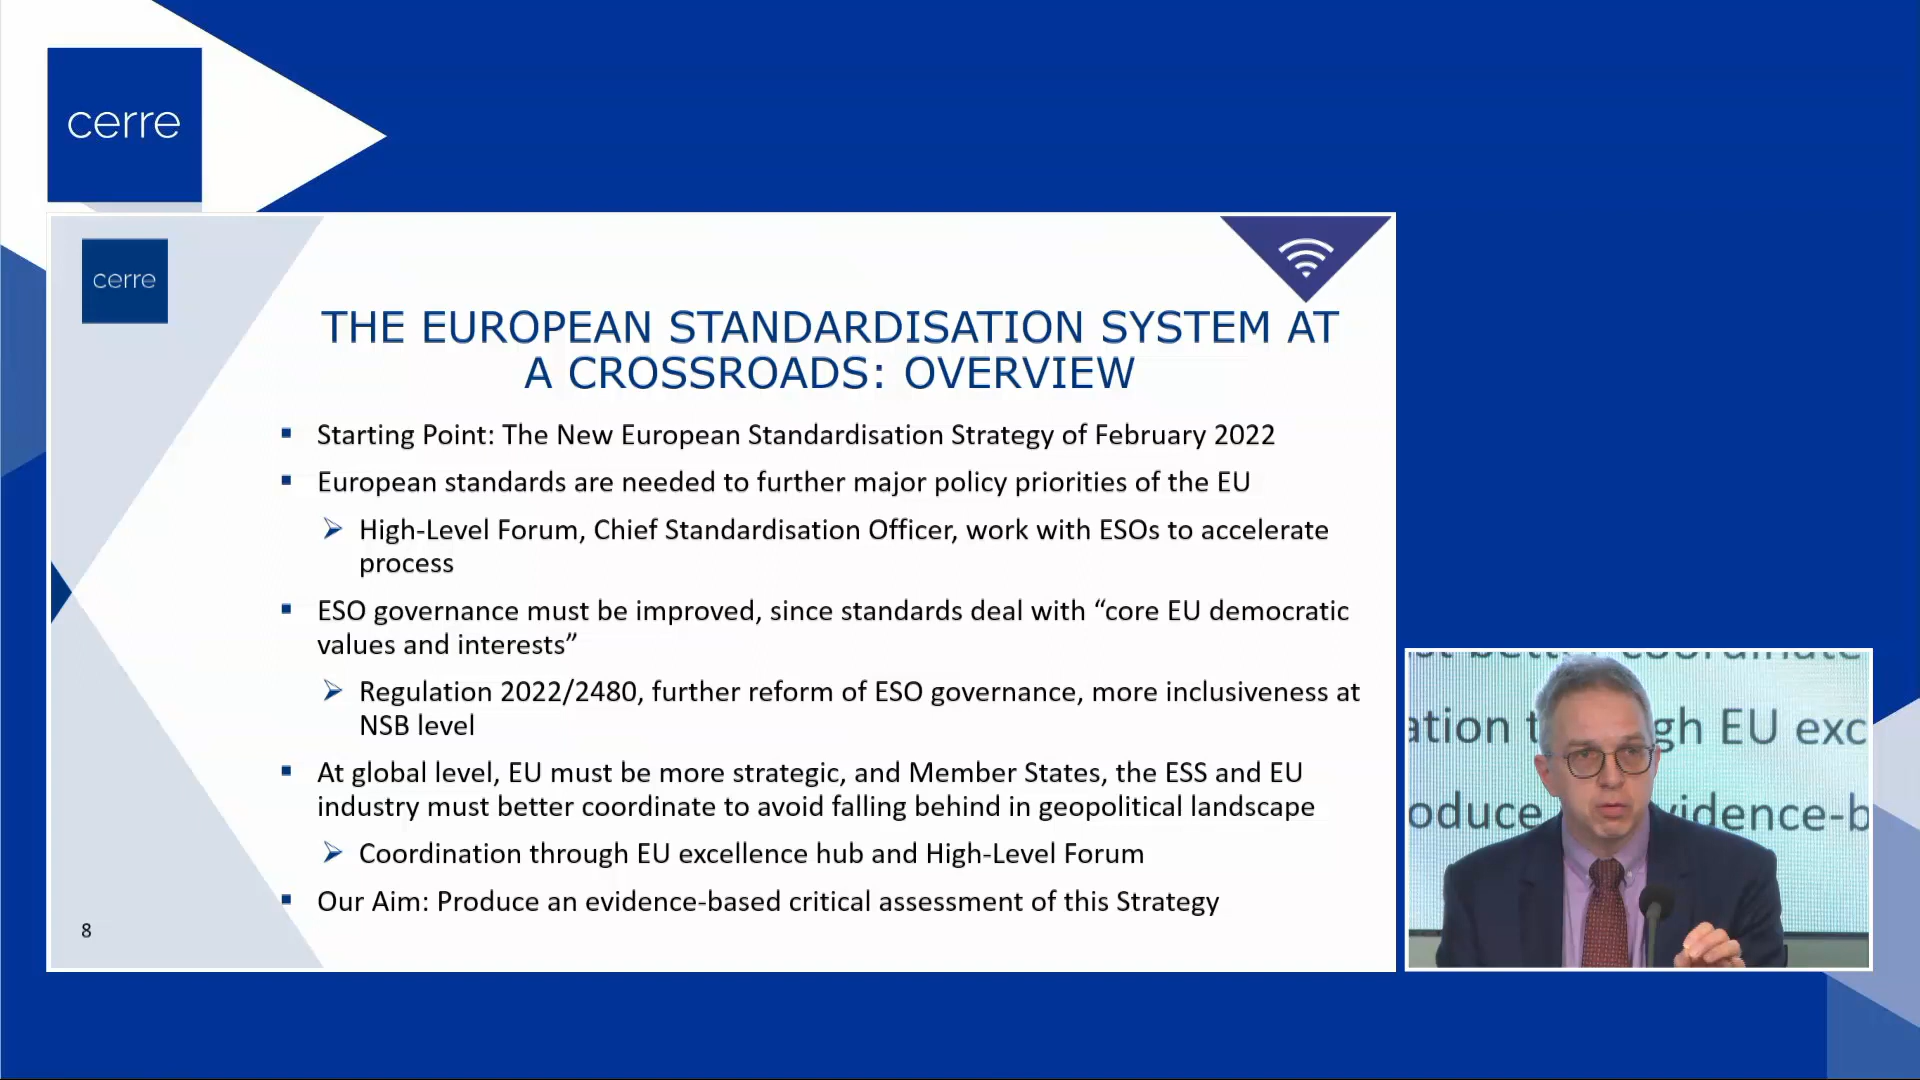 cerre
cerre
THE EUROPEAN STANDARDISATION SYSTEM AT
A CROSSROADS: OVERVIEW
▪ Starting Point: The New European Standardisation Strategy of February 2022
▪ European standards are needed to further major policy priorities of the EU
➢ High-Level Forum, Chief Standardisation Officer, work with ESOs to accelerate
process
▪ ESO governance must be improved, since standards deal with “core EU democratic
values and interests”
➢ Regulation 2022/2480, further reform of ESO governance, more inclusiveness at
NSB level
▪ At global level, EU must be more strategic, and Member States, the ESS and EU
industry must better coordinate to avoid falling behind in geopolitical landscape
➢ Coordination through EU excellence hub and High-Level Forum
▪ Our Aim: Produce an evidence-based critical assessment of this Strategy
8
better coordinate
ation t gh EU exc
oduce vidence-b